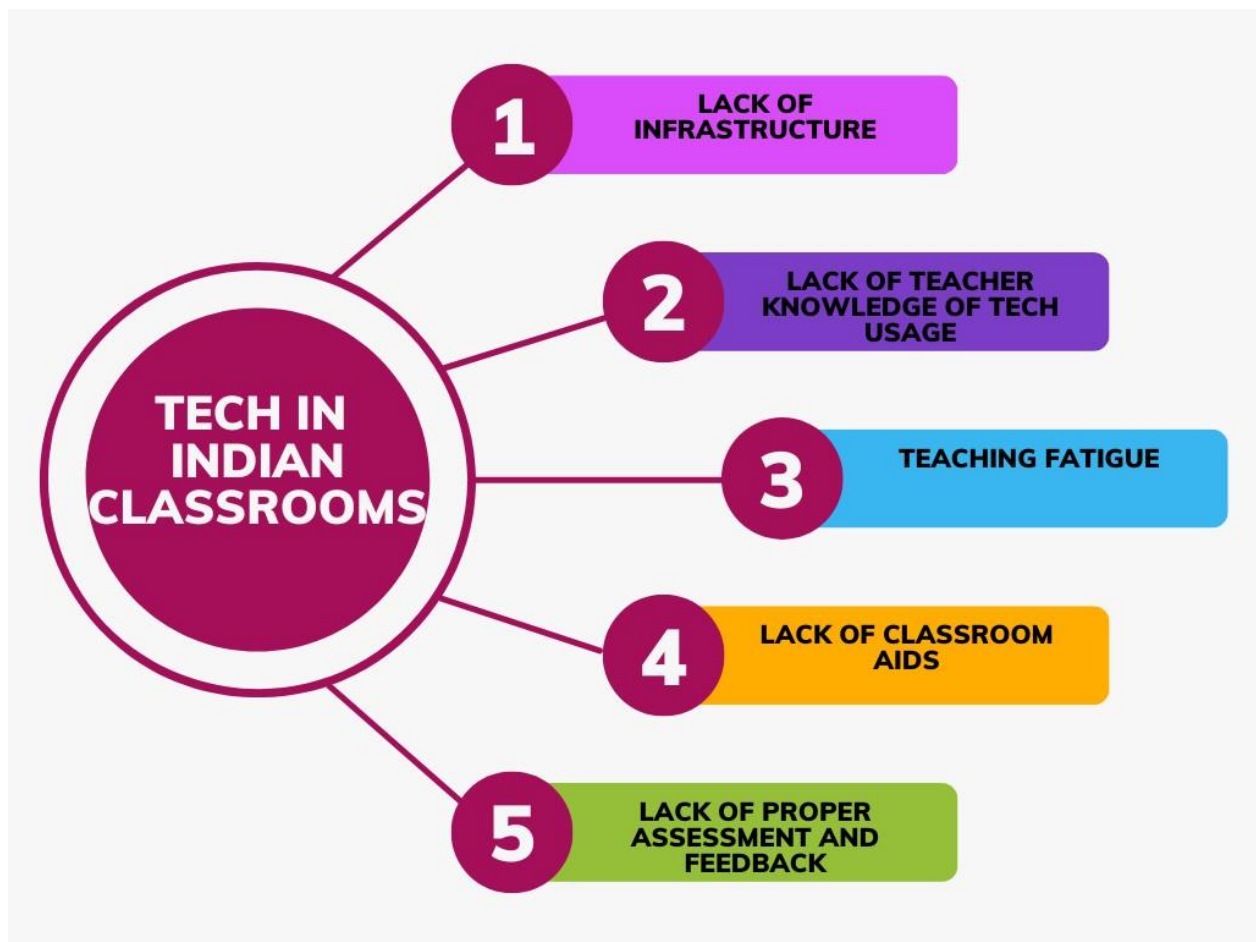 TECH IN
INDIAN
CLASSROOMS
1
LACK OF
INFRASTRUCTURE
2
LACK OF TEACHER
KNOWLEDGE OF TECH
USAGE
3
TEACHING FATIGUE
4
LACK OF CLASSROOM
AIDS
5
LACK OF PROPER
ASSESSMENT AND
FEEDBACK